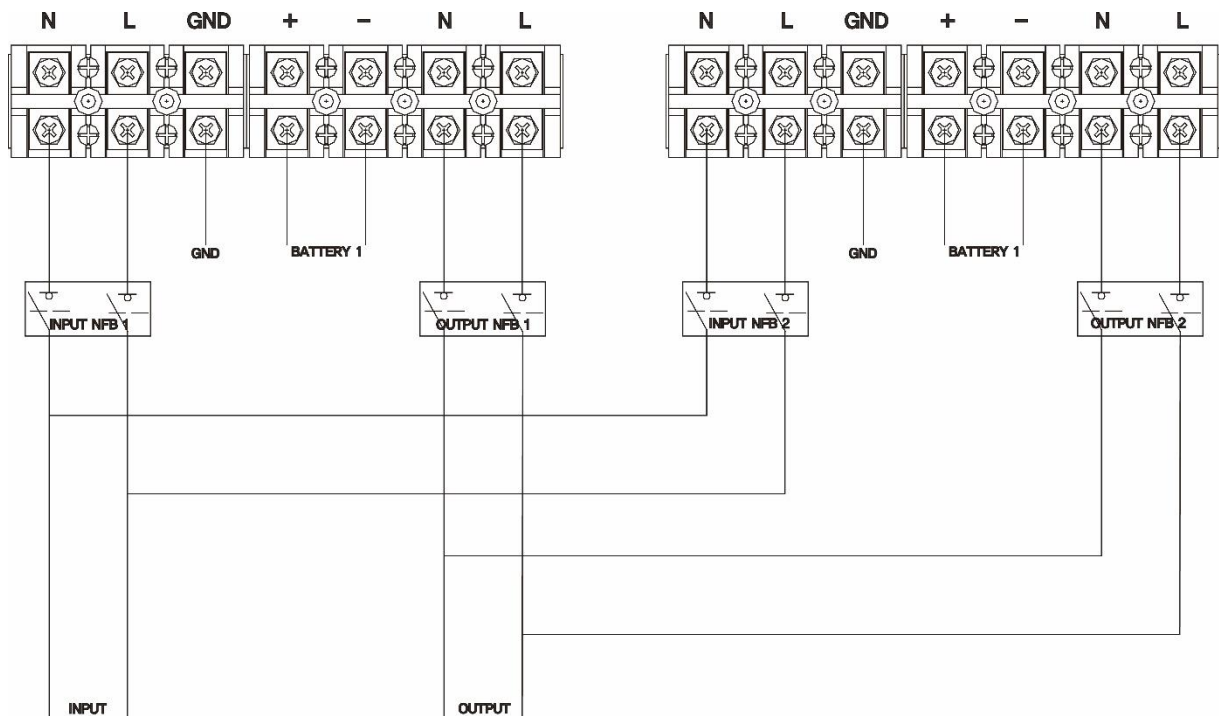 N L GND + − N L N L GND + − N L
GND BATTERY 1 GND BATTERY 1
INPUT NFB 1 OUTPUT NFB 1 INPUT NFB 2 OUTPUT NFB 2
INPUT OUTPUT